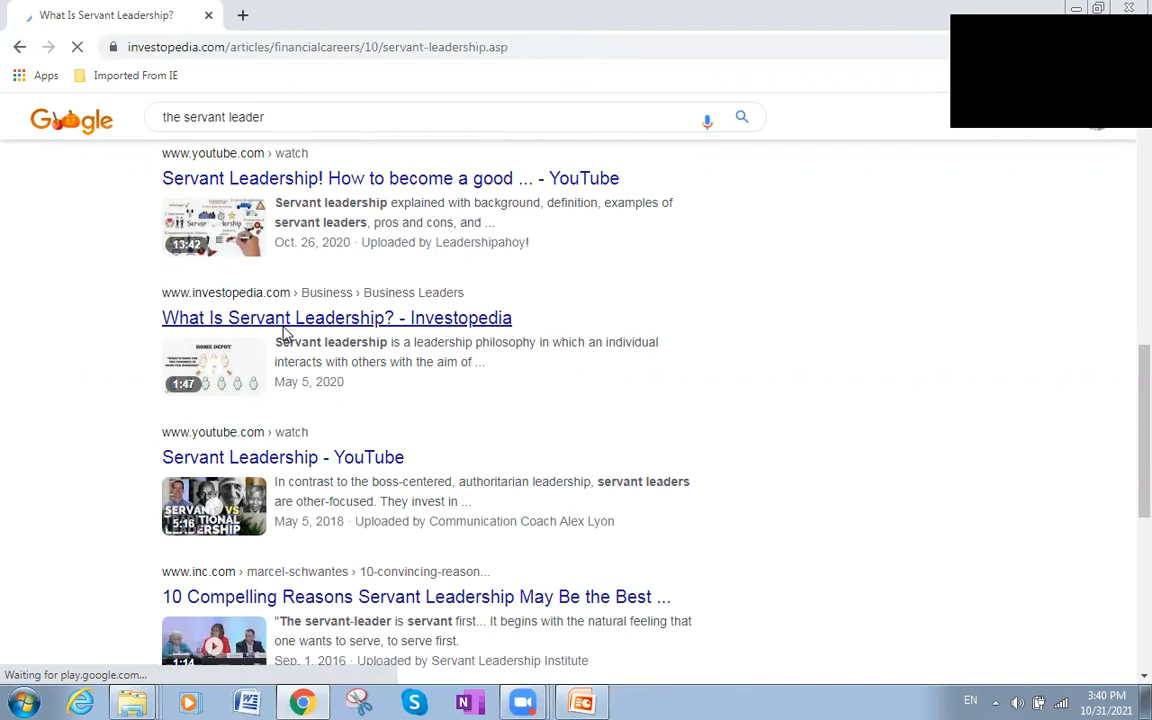 What Is Servant Leadership?
investopedia.com/articles/financialcareers/10/servant-leadership.asp
Apps
Imported From IE
Google
the servant leader
www.youtube.com › watch
Servant Leadership! How to become a good ... - YouTube
Servant leadership explained with background, definition, examples of
servant leaders, pros and cons, and ...
13:42
Oct. 26, 2020 · Uploaded by Leadershipahoy!
www.investopedia.com › Business › Business Leaders
What Is Servant Leadership? - Investopedia
HOME DEPOT
Servant leadership is a leadership philosophy in which an individual
interacts with others with the aim of ...
1:47
May 5, 2020
www.youtube.com › watch
Servant Leadership - YouTube
In contrast to the boss-centered, authoritarian leadership, servant leaders
are other-focused. They invest in ...
SERVANT VS
TRADITIONAL
LEADERSHIP
5:16
May 5, 2018 · Uploaded by Communication Coach Alex Lyon
www.inc.com › marcel-schwantes › 10-convincing-reason...
10 Compelling Reasons Servant Leadership May Be the Best ...
"The servant-leader is servant first... It begins with the natural feeling that
one wants to serve, to serve first.
1:14
Sep. 1, 2016 · Uploaded by Servant Leadership Institute
Waiting for play.google.com...
EN
3:40 PM
10/31/2021